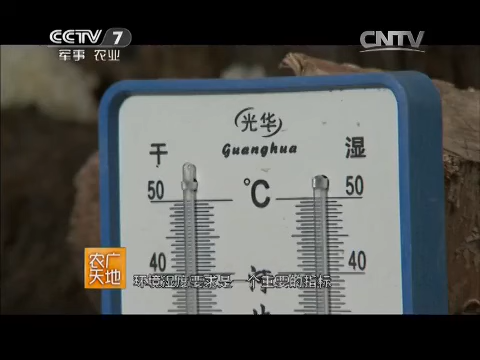 CCTV 7
军事 农业
CNTV
光华
Guanghua
干
湿
℃
50
50
40
40
农广
天地
环境湿度要求是一个重要的指标